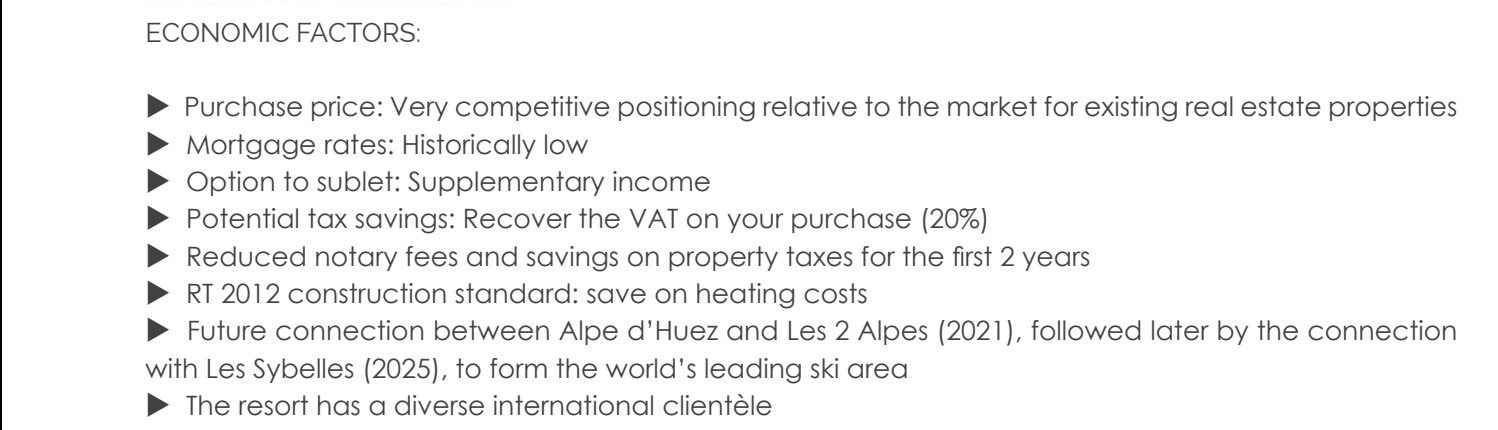 ECONOMIC FACTORS:
▶ Purchase price: Very competitive positioning relative to the market for existing real estate properties
▶ Mortgage rates: Historically low
▶ Option to sublet: Supplementary income
▶ Potential tax savings: Recover the VAT on your purchase (20%)
▶ Reduced notary fees and savings on property taxes for the first 2 years
▶ RT 2012 construction standard: save on heating costs
▶ Future connection between Alpe d’Huez and Les 2 Alpes (2021), followed later by the connection
with Les Sybelles (2025), to form the world’s leading ski area
▶ The resort has a diverse international clientèle